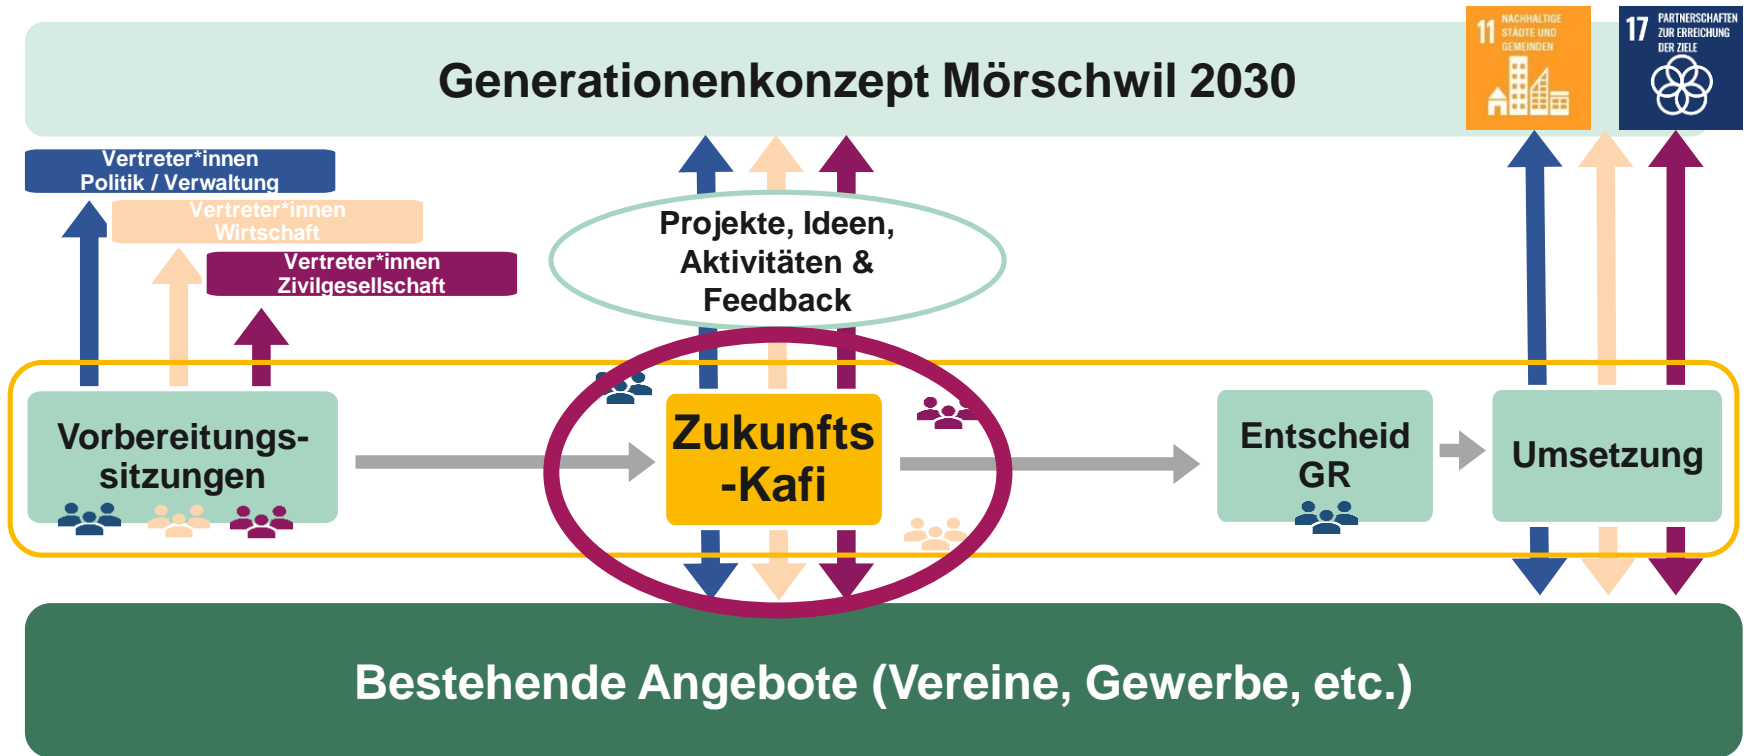 Generationenkonzept Mörschwil 2030
11 NACHHALTIGE
STÄDTE UND
GEMEINDEN
17 PARTNERSCHAFTEN
ZUR ERREICHUNG
DER ZIELE
Vertreter*innen
Politik / Verwaltung
Vertreter*innen
Wirtschaft
Vertreter*innen
Zivilgesellschaft
Projekte, Ideen,
Aktivitäten &
Feedback
Vorbereitungs-
sitzungen
Zukunfts
-Kafi
Entscheid
GR
Umsetzung
Bestehende Angebote (Vereine, Gewerbe, etc.)